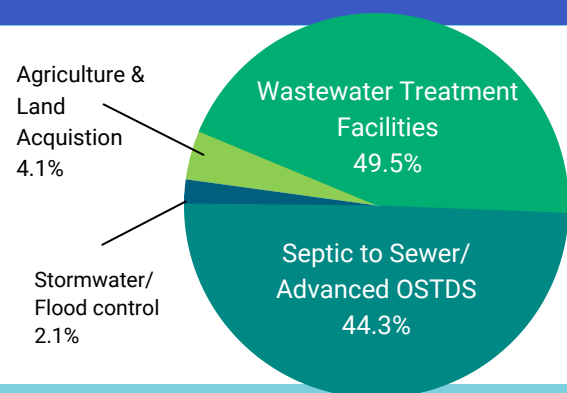 Agriculture &
Land
Acquistion
4.1%
Wastewater Treatment
Facilities
49.5%
Septic to Sewer/
Advanced OSTDS
44.3%
Stormwater/
Flood control
2.1%